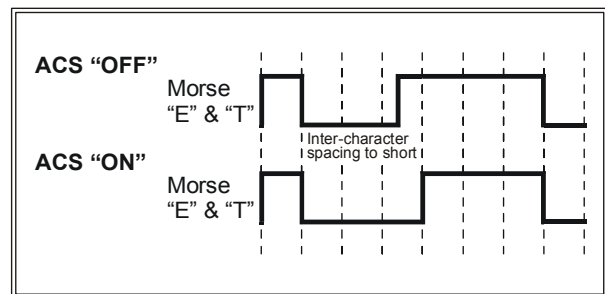 ACS “OFF”
Morse
“E” & “T”
Inter-character
spacing to short
ACS “ON”
Morse
“E” & “T”